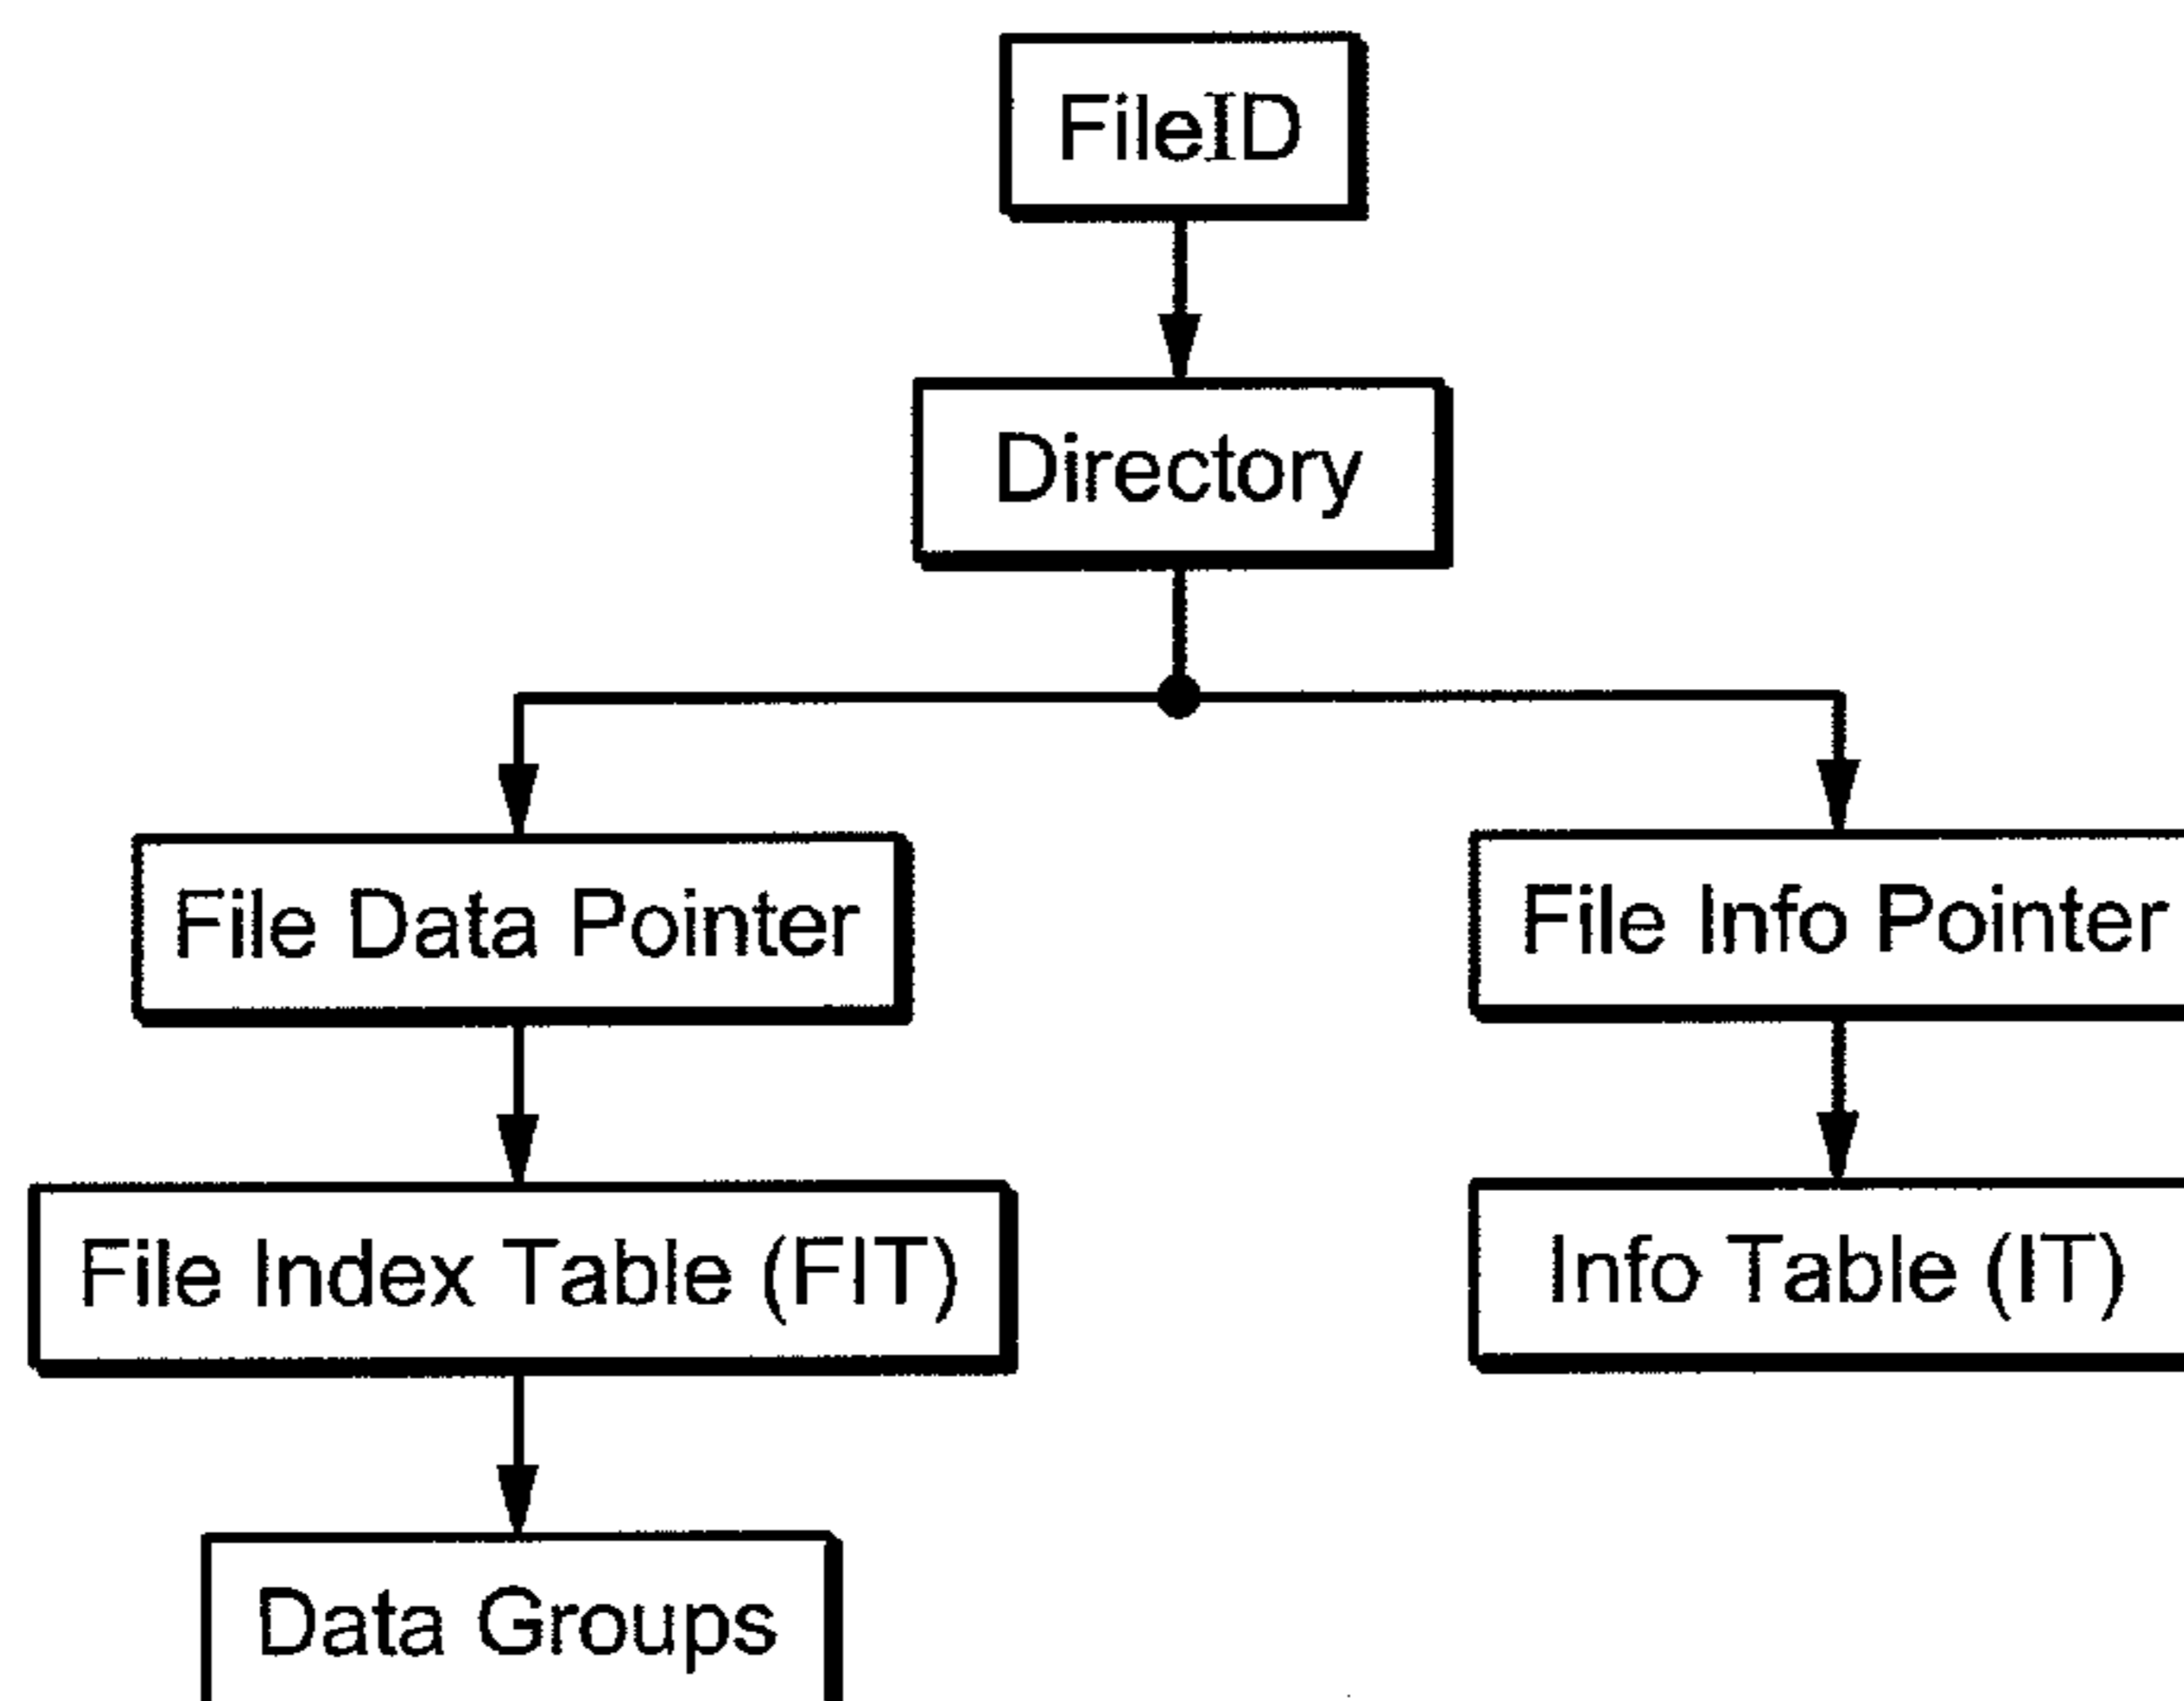 FileID
Directory
File Data Pointer
File Info Pointer
File Index Table (FIT)
Info Table (IT)
Data Groups